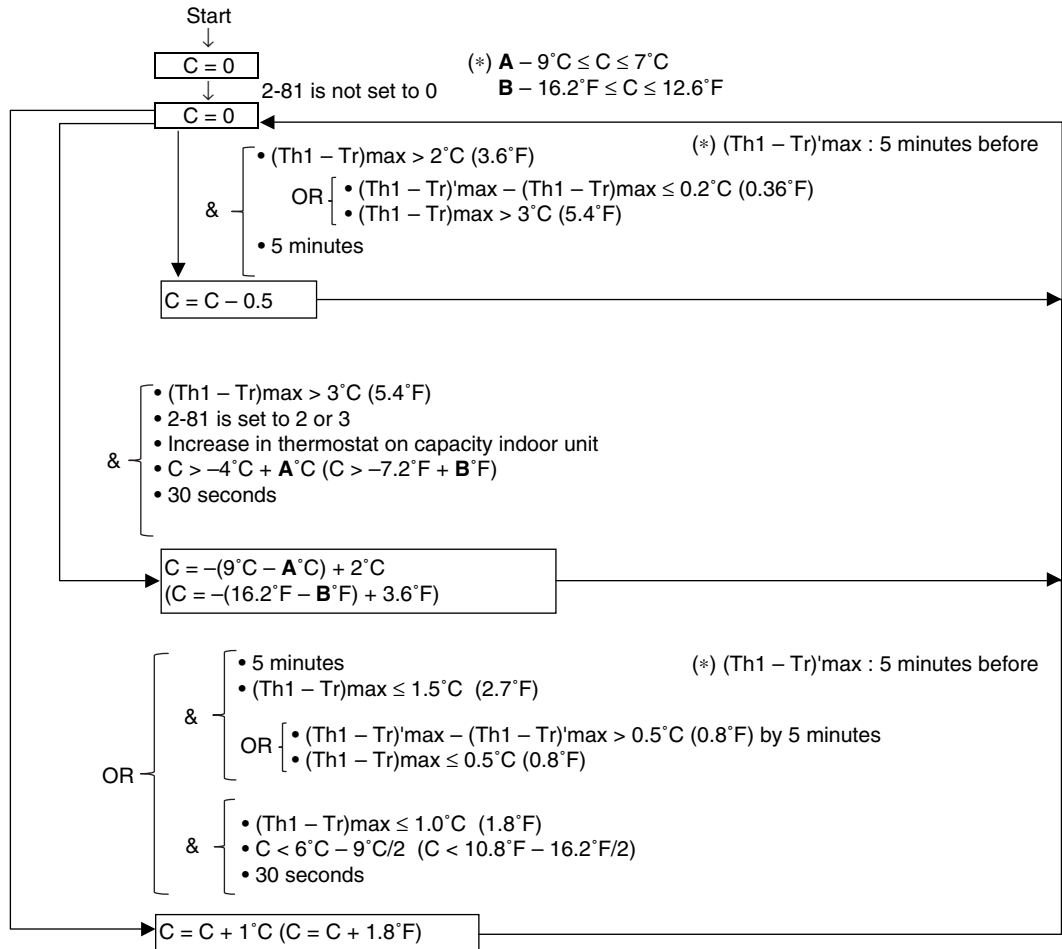 Start
↓
C = 0
(*) A – 9˚C ≤ C ≤ 7˚C
↓
2-81 is not set to 0
B – 16.2˚F ≤ C ≤ 12.6˚F
C = 0
(*) (Th1 – Tr)'max : 5 minutes before
• (Th1 – Tr)max > 2˚C (3.6˚F)
• (Th1 – Tr)'max – (Th1 – Tr)max ≤ 0.2˚C (0.36˚F)
OR
• (Th1 – Tr)max > 3˚C (5.4˚F)
&
• 5 minutes
C = C – 0.5
• (Th1 – Tr)max > 3˚C (5.4˚F)
• 2-81 is set to 2 or 3
• Increase in thermostat on capacity indoor unit
&
• C > –4˚C + A˚C (C > –7.2˚F + B˚F)
• 30 seconds
C = –(9˚C – A˚C) + 2˚C
(C = –(16.2˚F – B˚F) + 3.6˚F)
• 5 minutes
(*) (Th1 – Tr)'max : 5 minutes before
• (Th1 – Tr)max ≤ 1.5˚C (2.7˚F)
&
• (Th1 – Tr)'max – (Th1 – Tr)'max > 0.5˚C (0.8˚F) by 5 minutes
OR
• (Th1 – Tr)max ≤ 0.5˚C (0.8˚F)
OR
• (Th1 – Tr)max ≤ 1.0˚C (1.8˚F)
&
• C < 6˚C – 9˚C/2 (C < 10.8˚F – 16.2˚F/2)
• 30 seconds
C = C + 1˚C (C = C + 1.8˚F)